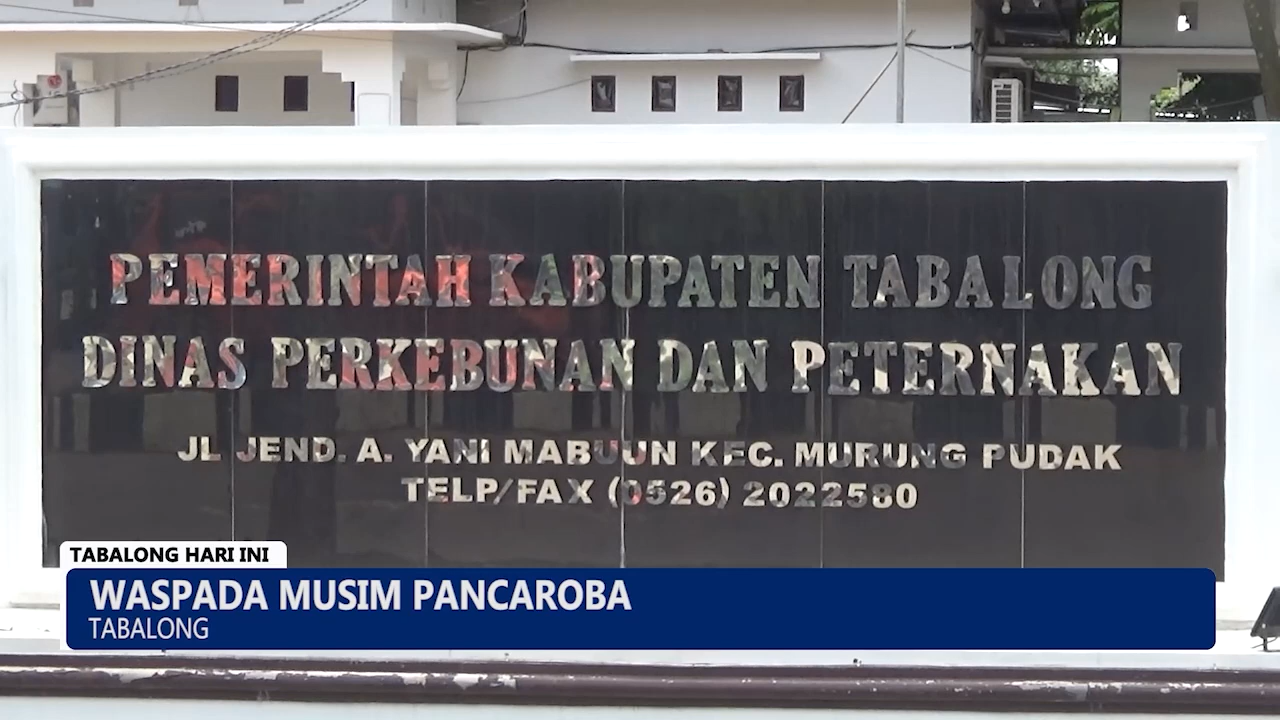 PEMERINTAH KABUPATEN TABALONG
DINAS PERKEBUNAN DAN PETERNAKAN
JL JEND. A. YANI MABUUN KEC. MURUNG PUDAK
TELP/FAX (0526) 2022580
TABALONG HARI INI
WASPADA MUSIM PANCAROBA
TABALONG